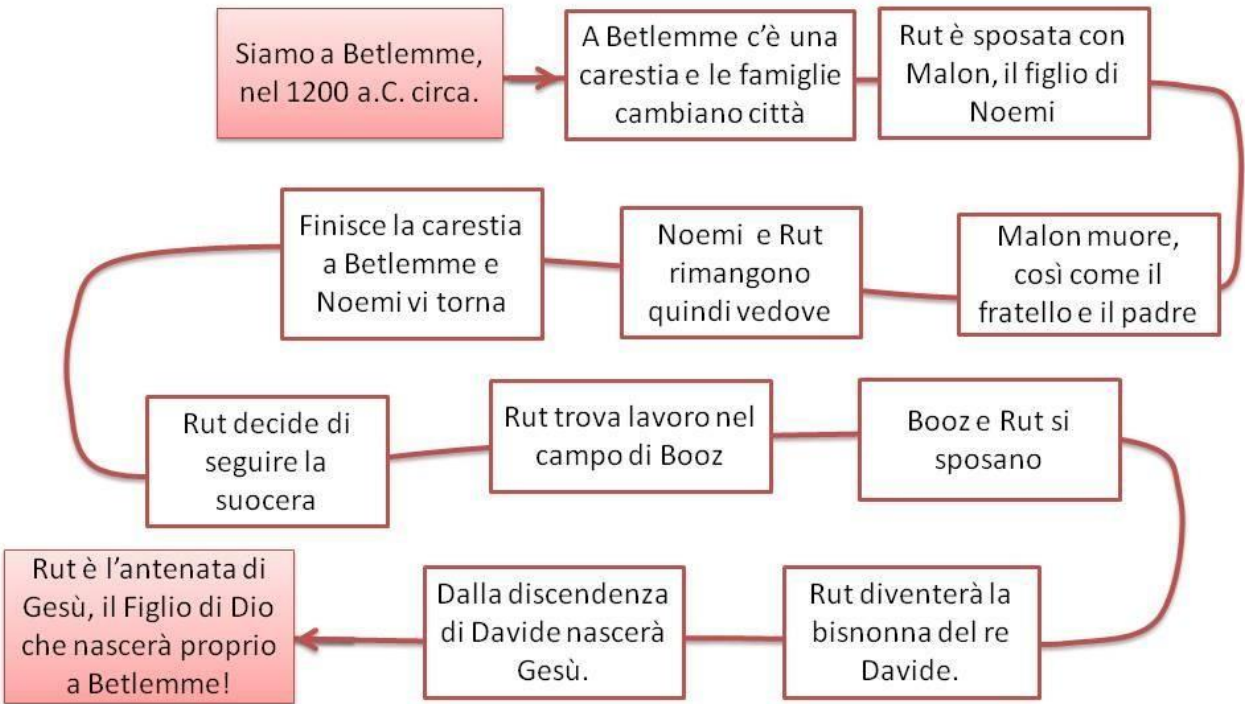 Siamo a Betlemme,
nel 1200 a.C. circa.
A Betlemme c'è una
carestia e le famiglie
cambiano città
Rut è sposata con
Malon, il figlio di
Noemi
Malon muore,
così come il
fratello e il padre
Noemi e Rut
rimangono
quindi vedove
Finisce la carestia
a Betlemme e
Noemi vi torna
Rut decide di
seguire la
suocera
Rut trova lavoro nel
campo di Booz
Booz e Rut si
sposano
Rut diventerà la
bisnonna del re
Davide.
Dalla discendenza
di Davide nascerà
Gesù.
Rut è l'antenata di
Gesù, il Figlio di Dio
che nascerà proprio
a Betlemme!